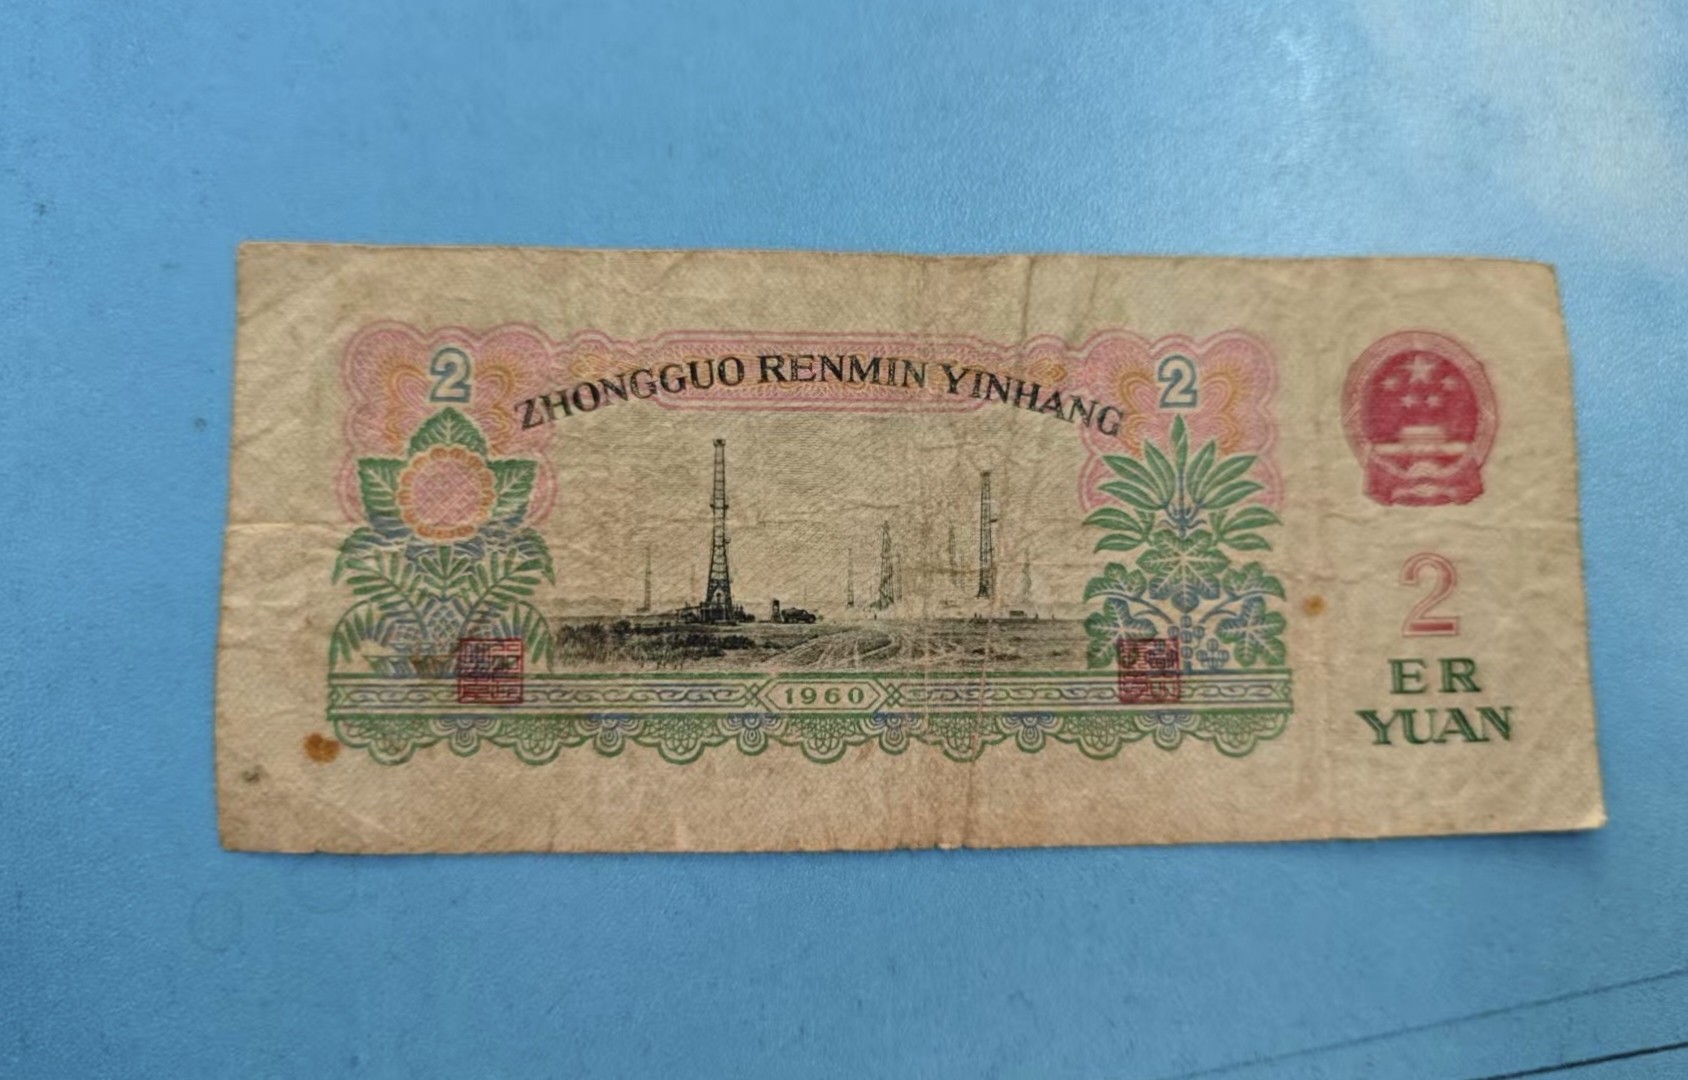 2
ZHONGGUO RENMIN YINHANG
2
1960
2
ER
YUAN